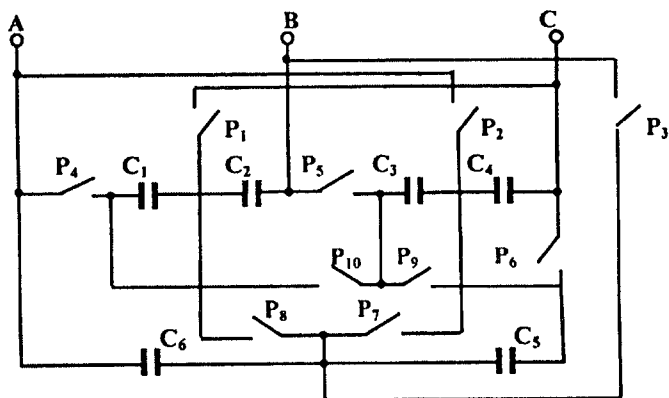 A B C
P₁ P₂ P₃
P₄ C₁ C₂ P₅ C₃ C₄
P₁₀ P₉ P₆
P₈ P₇
C₆ C₅